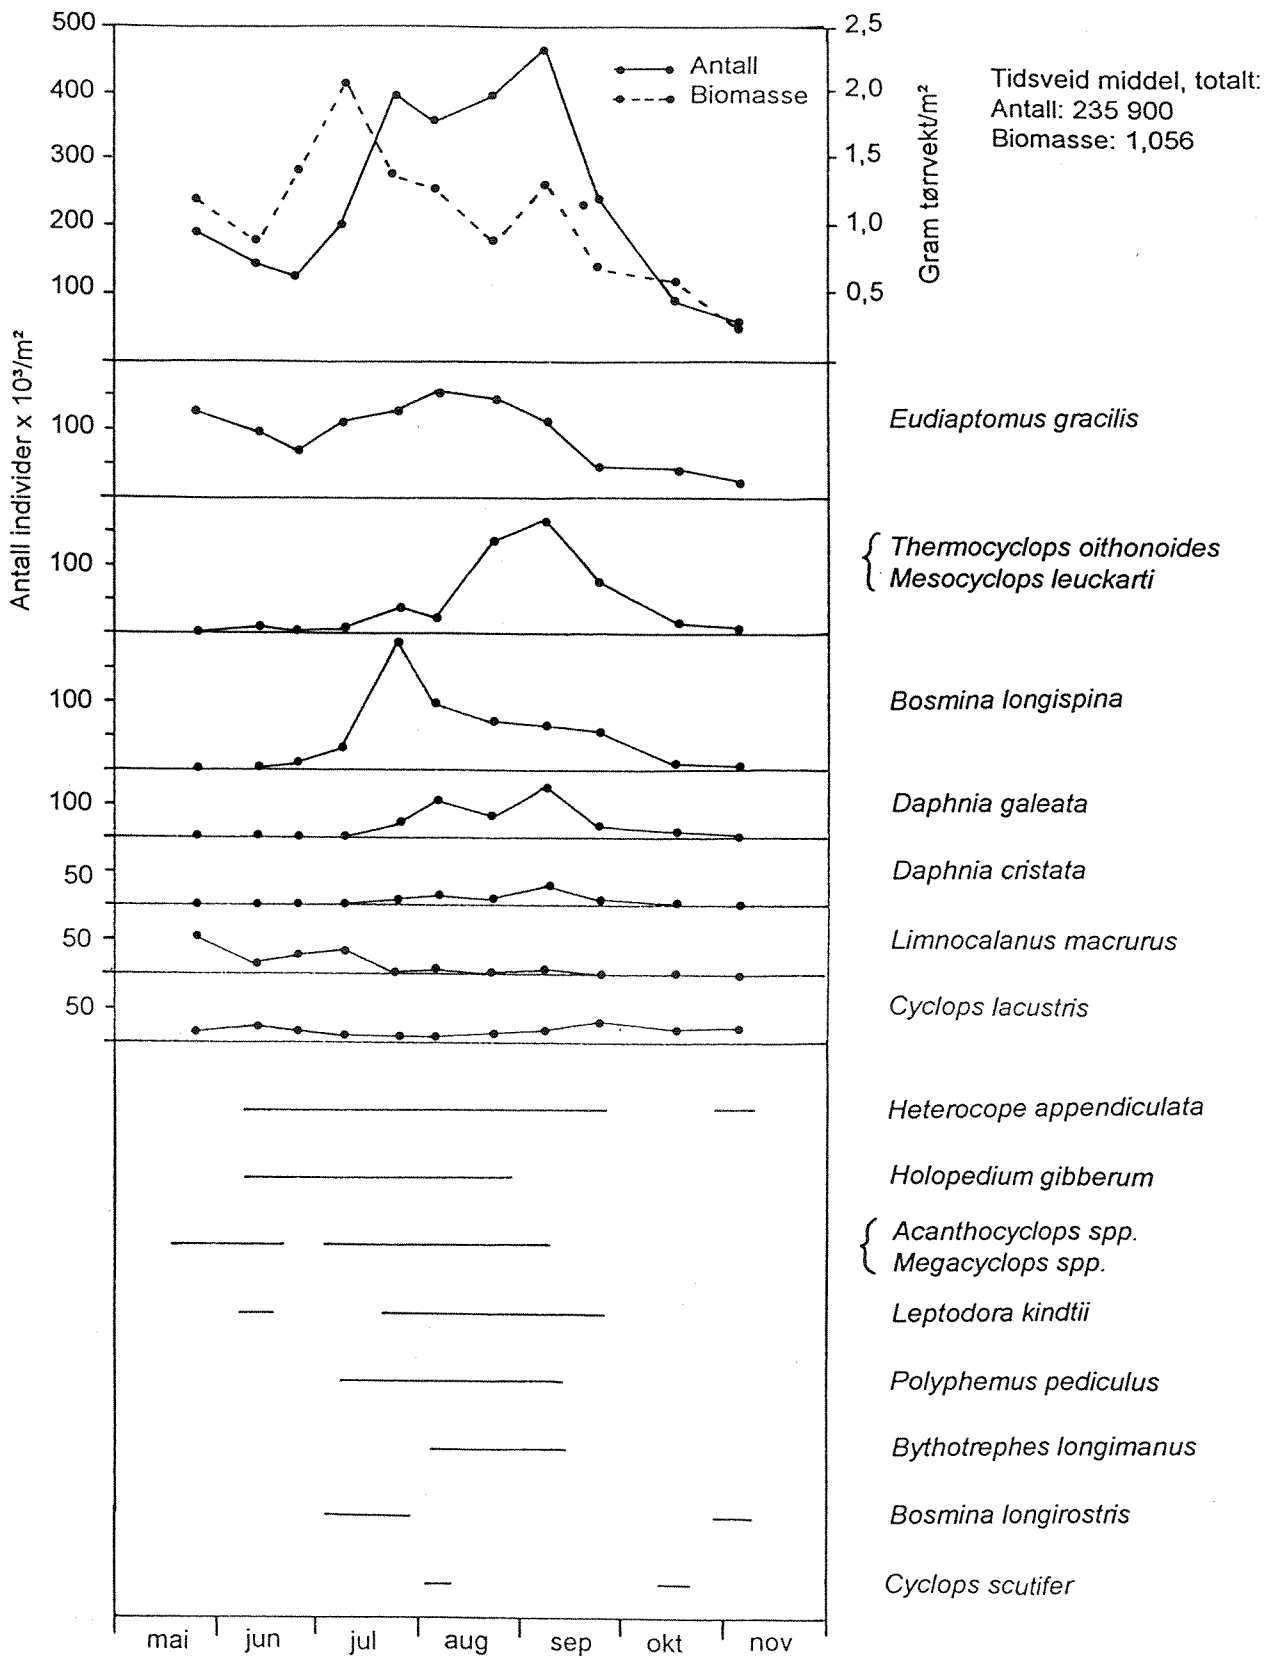 500
400
300
200
100
2,5
2,0
1,5
1,0
0,5
Antall
Biomasse
Gram tørrvekt/m²
Tidsveid middel, totalt:
Antall: 235 900
Biomasse: 1,056
Antall individer x 10³/m²
100
Eudiaptomus gracilis
100
{ Thermocyclops oithonoides
Mesocyclops leuckarti
100
Bosmina longispina
100
Daphnia galeata
50
Daphnia cristata
50
Limnocalanus macrurus
50
Cyclops lacustris
Heterocope appendiculata
Holopedium gibberum
{ Acanthocyclops spp.
Megacyclops spp.
Leptodora kindtii
Polyphemus pediculus
Bythotrephes longimanus
Bosmina longirostris
Cyclops scutifer
mai jun jul aug sep okt nov